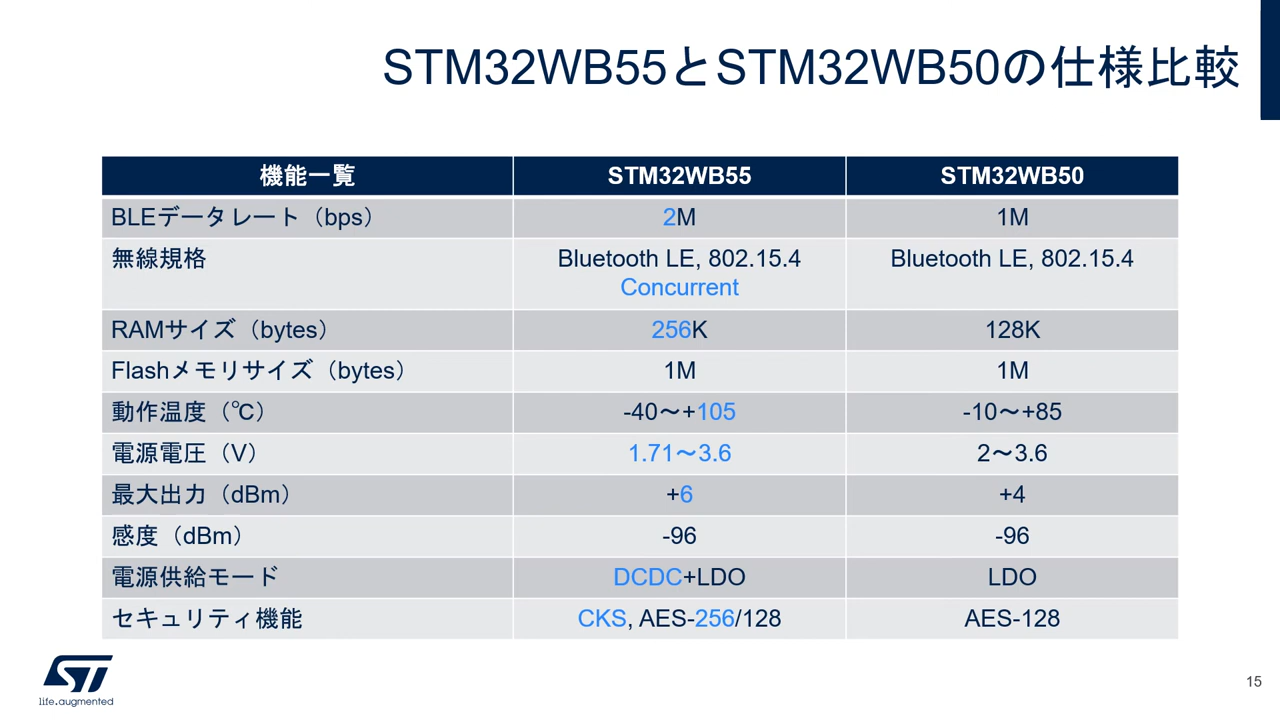 STM32WB55とSTM32WB50の仕様比較
機能一覧 STM32WB55 STM32WB50
BLEデータレート（bps） 2M 1M
無線規格 Bluetooth LE, 802.15.4 Bluetooth LE, 802.15.4
Concurrent
RAMサイズ（bytes） 256K 128K
Flashメモリサイズ（bytes） 1M 1M
動作温度（℃） -40～+105 -10～+85
電源電圧（V） 1.71～3.6 2～3.6
最大出力（dBm） +6 +4
感度（dBm） -96 -96
電源供給モード DCDC+LDO LDO
セキュリティ機能 CKS, AES-256/128 AES-128
ST
life.augmented
15